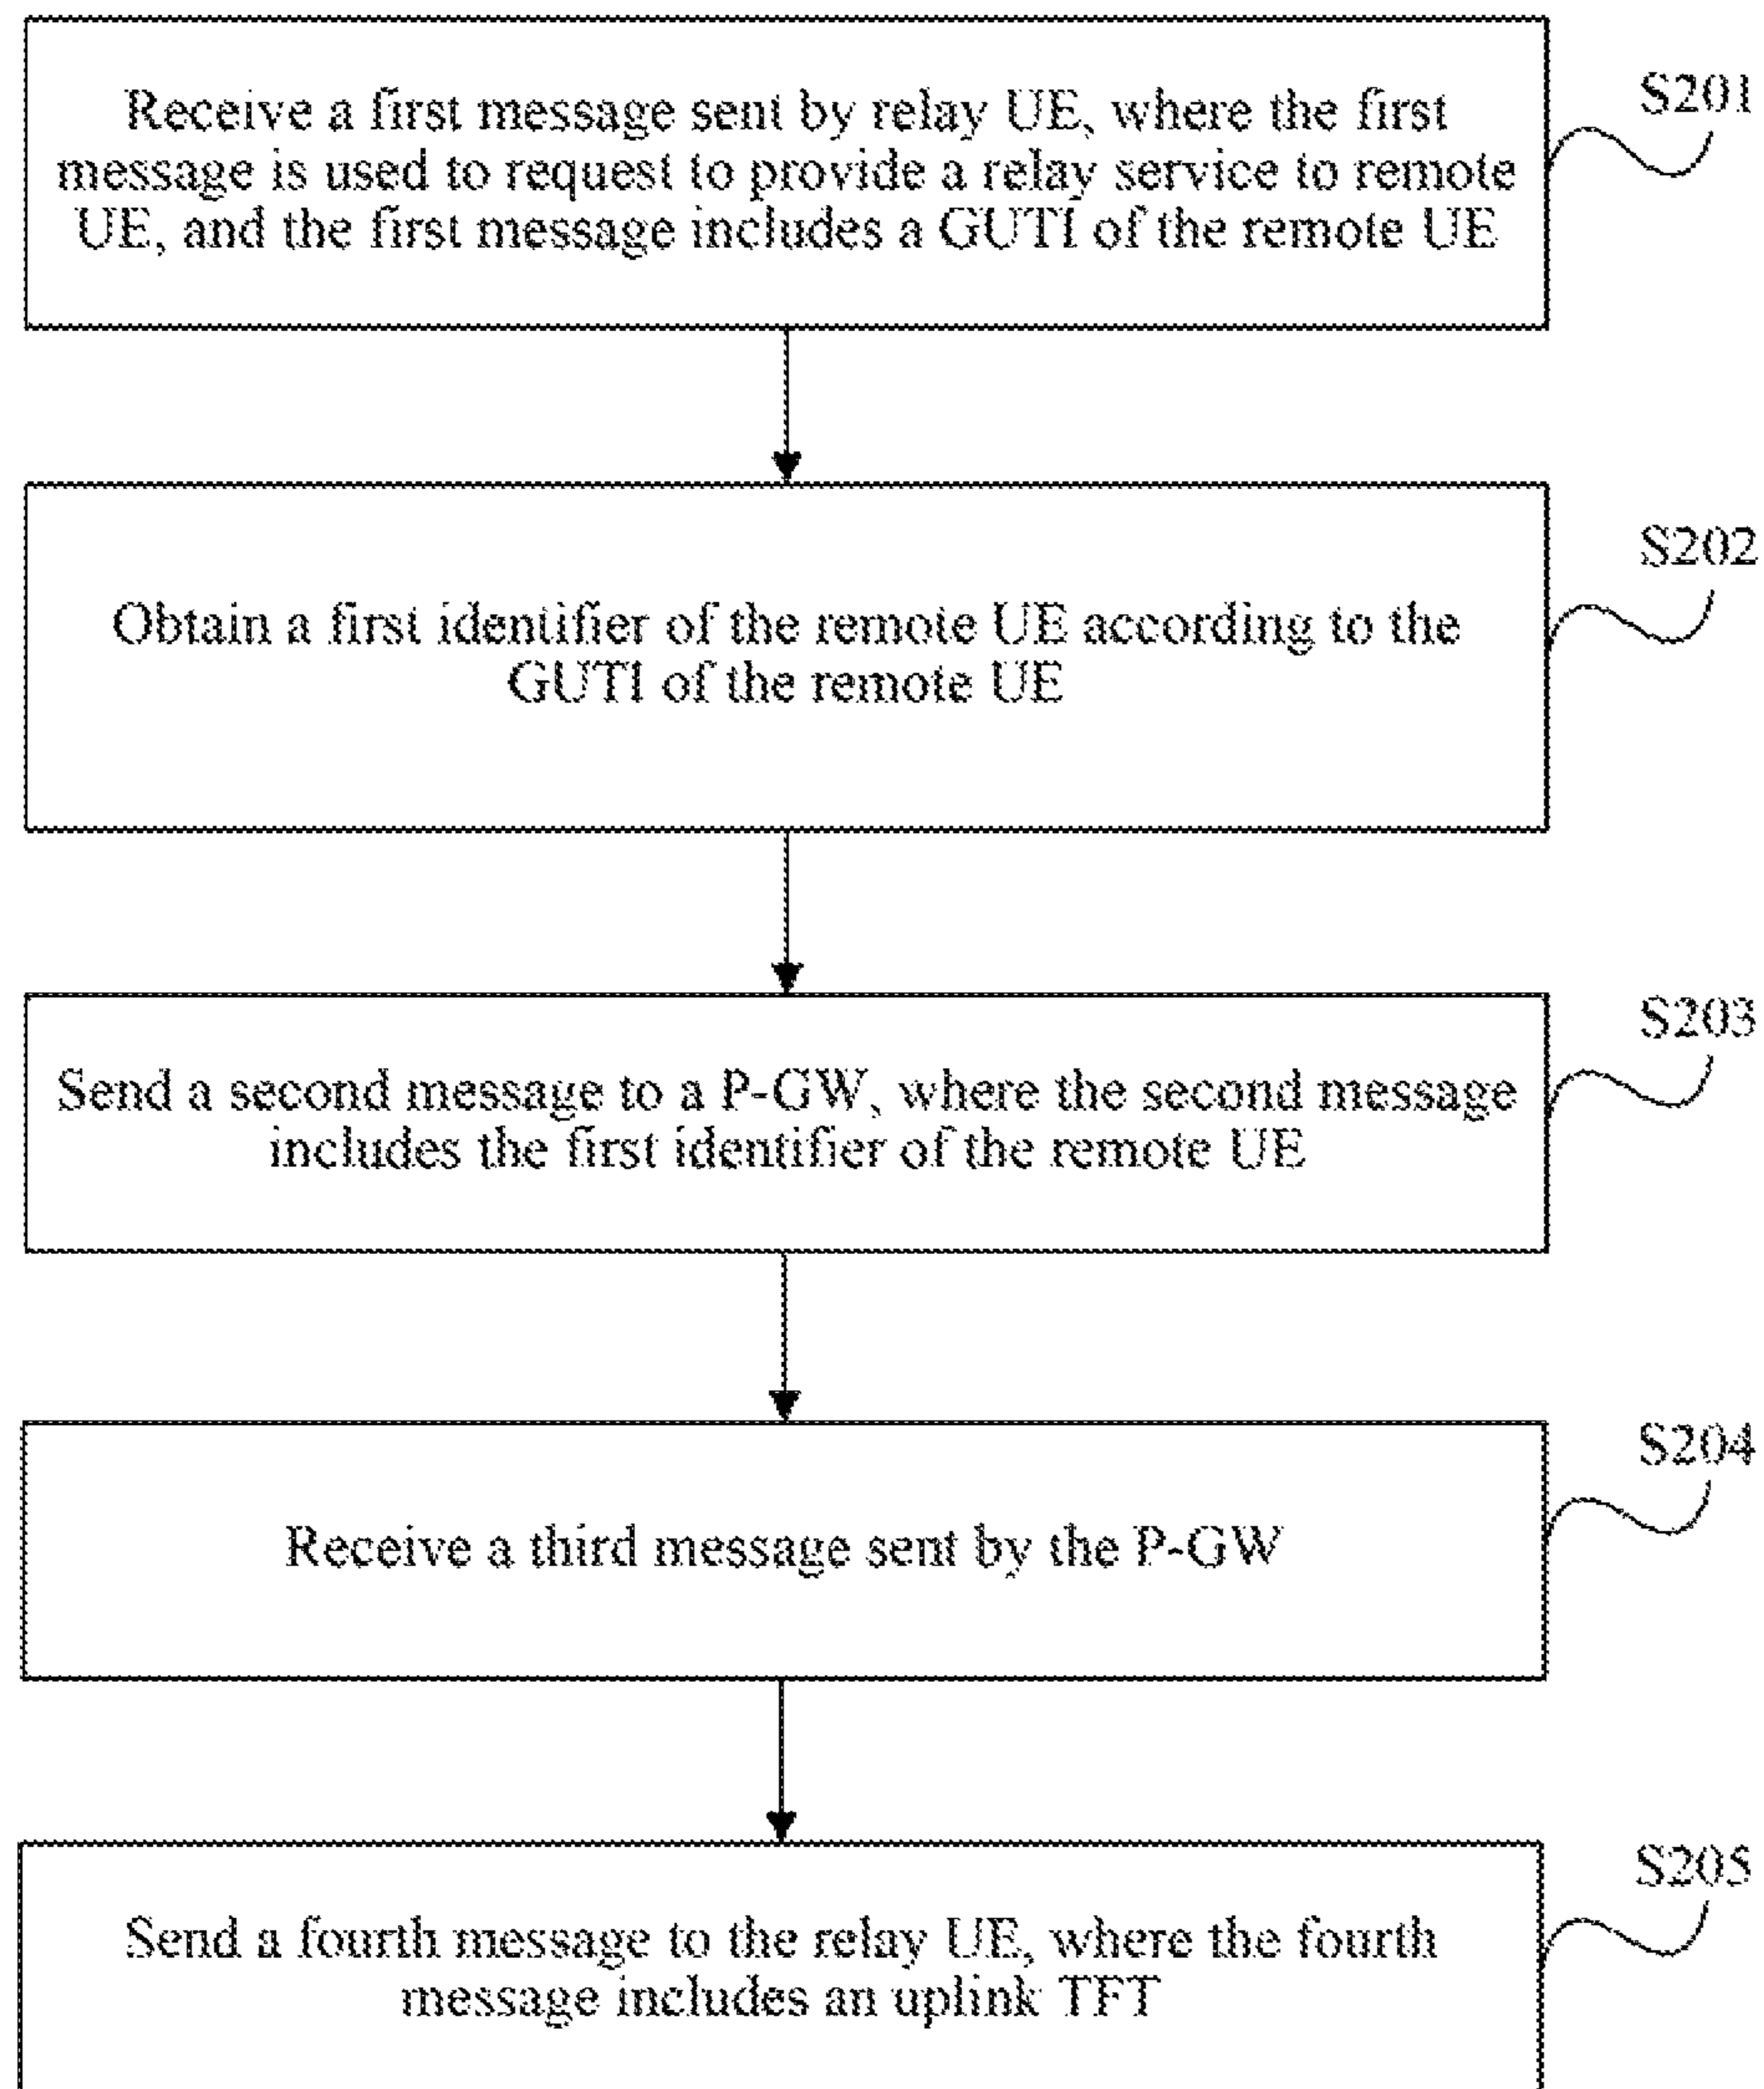 Receive a first message sent by relay UE, where the first
message is used to request to provide a relay service to remote
UE, and the first message includes a GUTI of the remote UE
S201
Obtain a first identifier of the remote UE according to the
GUTI of the remote UE
S202
Send a second message to a P-GW, where the second message
includes the first identifier of the remote UE
S203
Receive a third message sent by the P-GW
S204
Send a fourth message to the relay UE, where the fourth
message includes an uplink TFT
S205